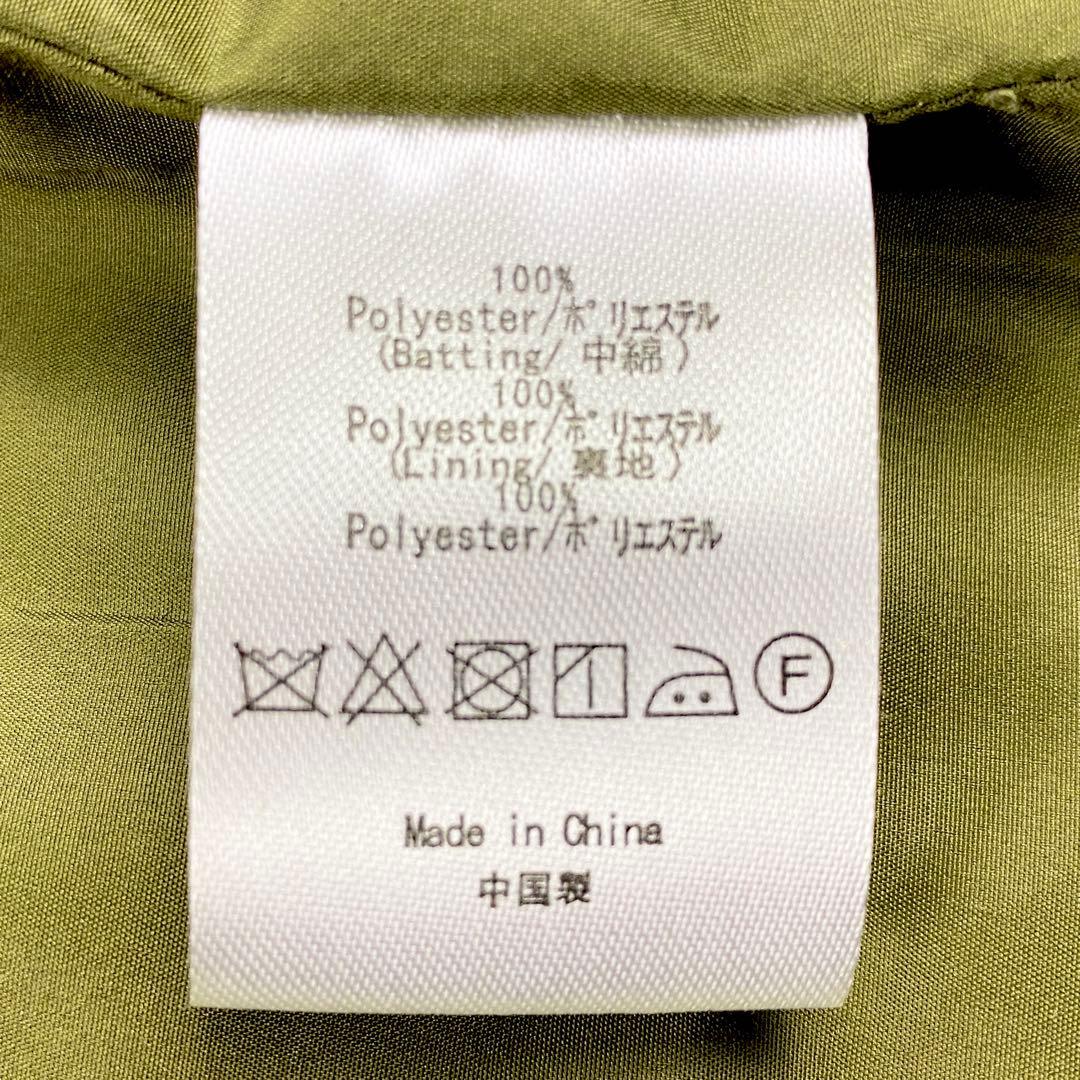 100%
Polyester/ポリエステル
(Batting/中綿)
100%
Polyester/ポリエステル
(Lining/裏地)
100%
Polyester/ポリエステル
F
Made in China
中国製